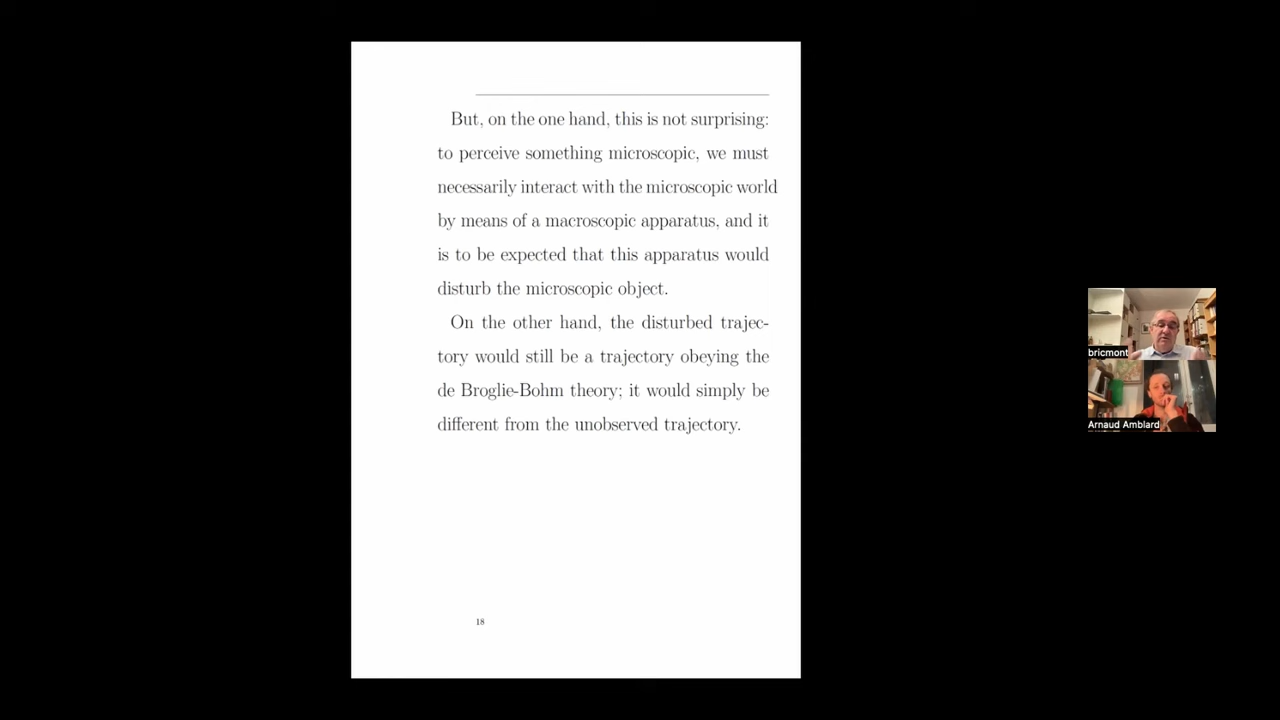 But, on the one hand, this is not surprising:
to perceive something microscopic, we must
necessarily interact with the microscopic world
by means of a macroscopic apparatus, and it
is to be expected that this apparatus would
disturb the microscopic object.
On the other hand, the disturbed trajec-
tory would still be a trajectory obeying the
de Broglie-Bohm theory; it would simply be
different from the unobserved trajectory.
18
bricmont
Arnaud Amblard